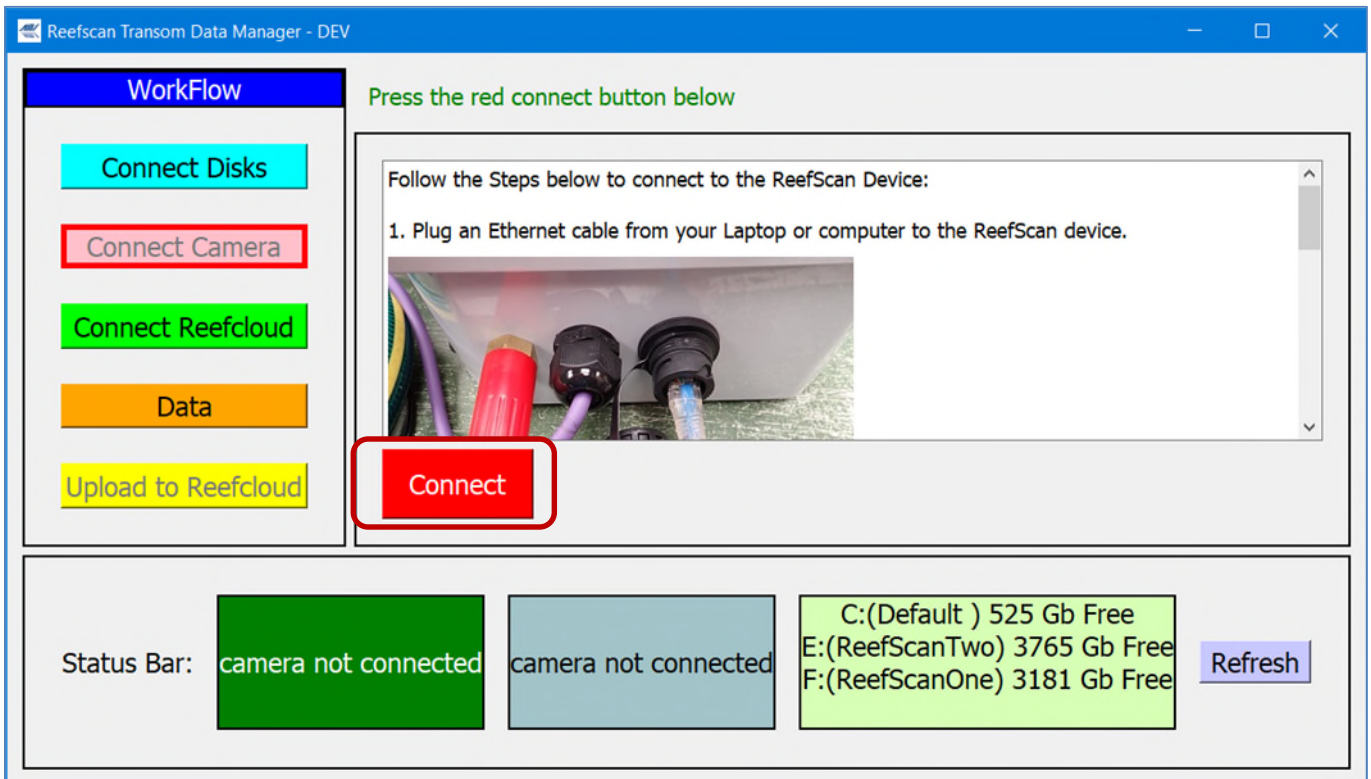 Reefscan Transom Data Manager - DEV
WorkFlow
Connect Disks
Connect Camera
Connect Reefcloud
Data
Upload to Reefcloud
Press the red connect button below
Follow the Steps below to connect to the ReefScan Device:
1. Plug an Ethernet cable from your Laptop or computer to the ReefScan device.
Connect
Status Bar:
camera not connected
camera not connected
C:(Default ) 525 Gb Free
E:(ReefScanTwo) 3765 Gb Free
F:(ReefScanOne) 3181 Gb Free
Refresh